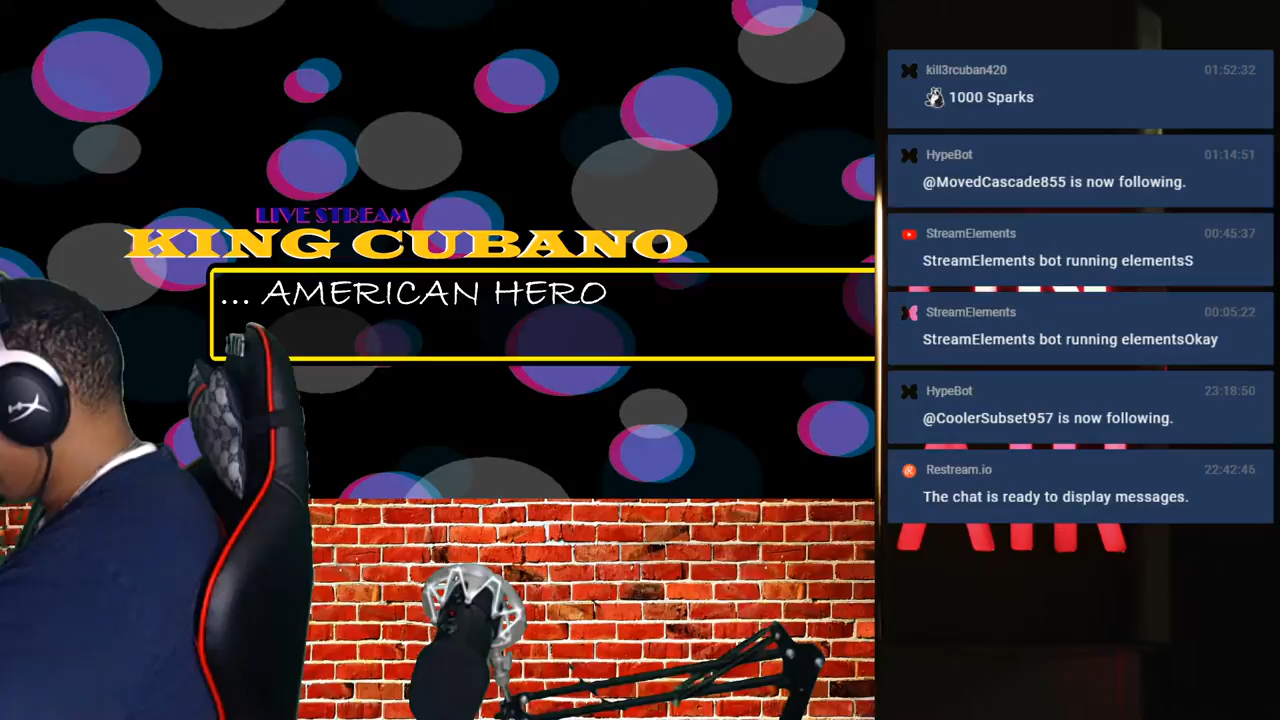 LIVE STREAM
KING CUBANO
... AMERICAN HERO
kill3rcuban420 01:52:32
1000 Sparks
HypeBot 01:14:51
@MovedCascade855 is now following.
StreamElements 00:45:37
StreamElements bot running elementsS
StreamElements 00:05:22
StreamElements bot running elementsOkay
HypeBot 23:18:50
@CoolerSubset957 is now following.
Restream.io 22:42:46
The chat is ready to display messages.
AIR